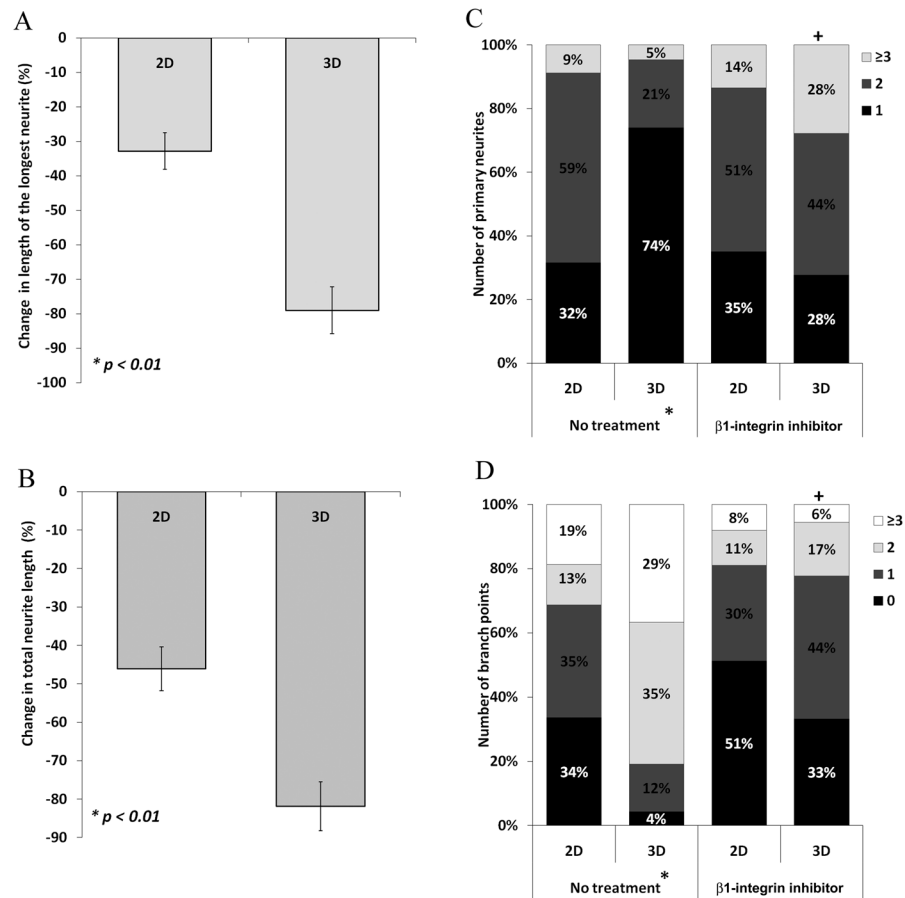 A
0
-10
-20
-30
-40
-50
-60
-70
-80
-90
-100
Change in length of the longest neurite (%)
2D
3D
* p < 0.01
B
0
-10
-20
-30
-40
-50
-60
-70
-80
-90
Change in total neurite length (%)
2D
3D
* p < 0.01
C
100%
80%
60%
40%
20%
0%
Number of primary neurites
+
9%
5%
14%
28%
59%
21%
51%
44%
32%
74%
35%
28%
≥3
2
1
2D
3D
2D
3D
No treatment *
β1-integrin inhibitor
D
100%
80%
60%
40%
20%
0%
Number of branch points
+
19%
29%
8%
6%
13%
35%
11%
17%
35%
12%
30%
44%
34%
4%
51%
33%
≥3
2
1
0
2D
3D
2D
3D
No treatment *
β1-integrin inhibitor